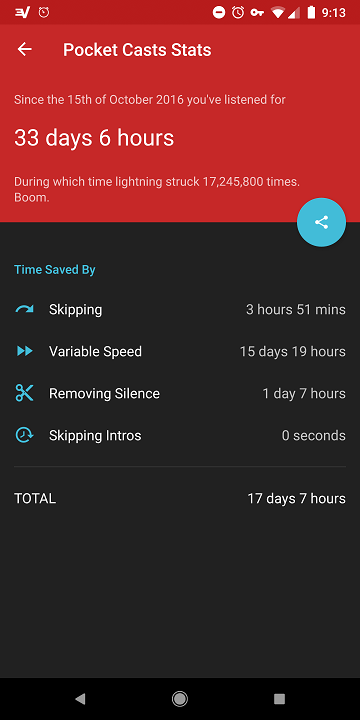 9:13
Pocket Casts Stats
Since the 15th of October 2016 you've listened for
33 days 6 hours
During which time lightning struck 17,245,800 times.
Boom.
Time Saved By
Skipping 3 hours 51 mins
Variable Speed 15 days 19 hours
Removing Silence 1 day 7 hours
Skipping Intros 0 seconds
TOTAL 17 days 7 hours